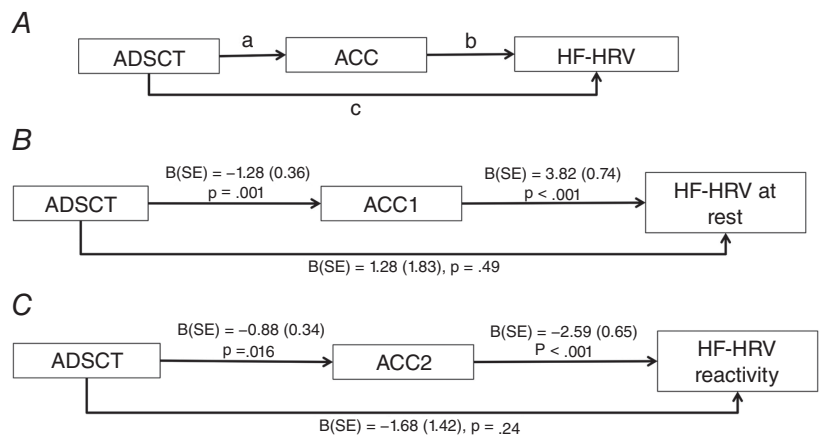 A
ADSCT
a
ACC
b
HF-HRV
c
B
B(SE) = −1.28 (0.36)
p = .001
B(SE) = 3.82 (0.74)
p < .001
ADSCT
ACC1
HF-HRV at
rest
B(SE) = 1.28 (1.83), p = .49
C
B(SE) = −0.88 (0.34)
p =.016
B(SE) = −2.59 (0.65)
P < .001
ADSCT
ACC2
HF-HRV
reactivity
B(SE) = −1.68 (1.42), p = .24